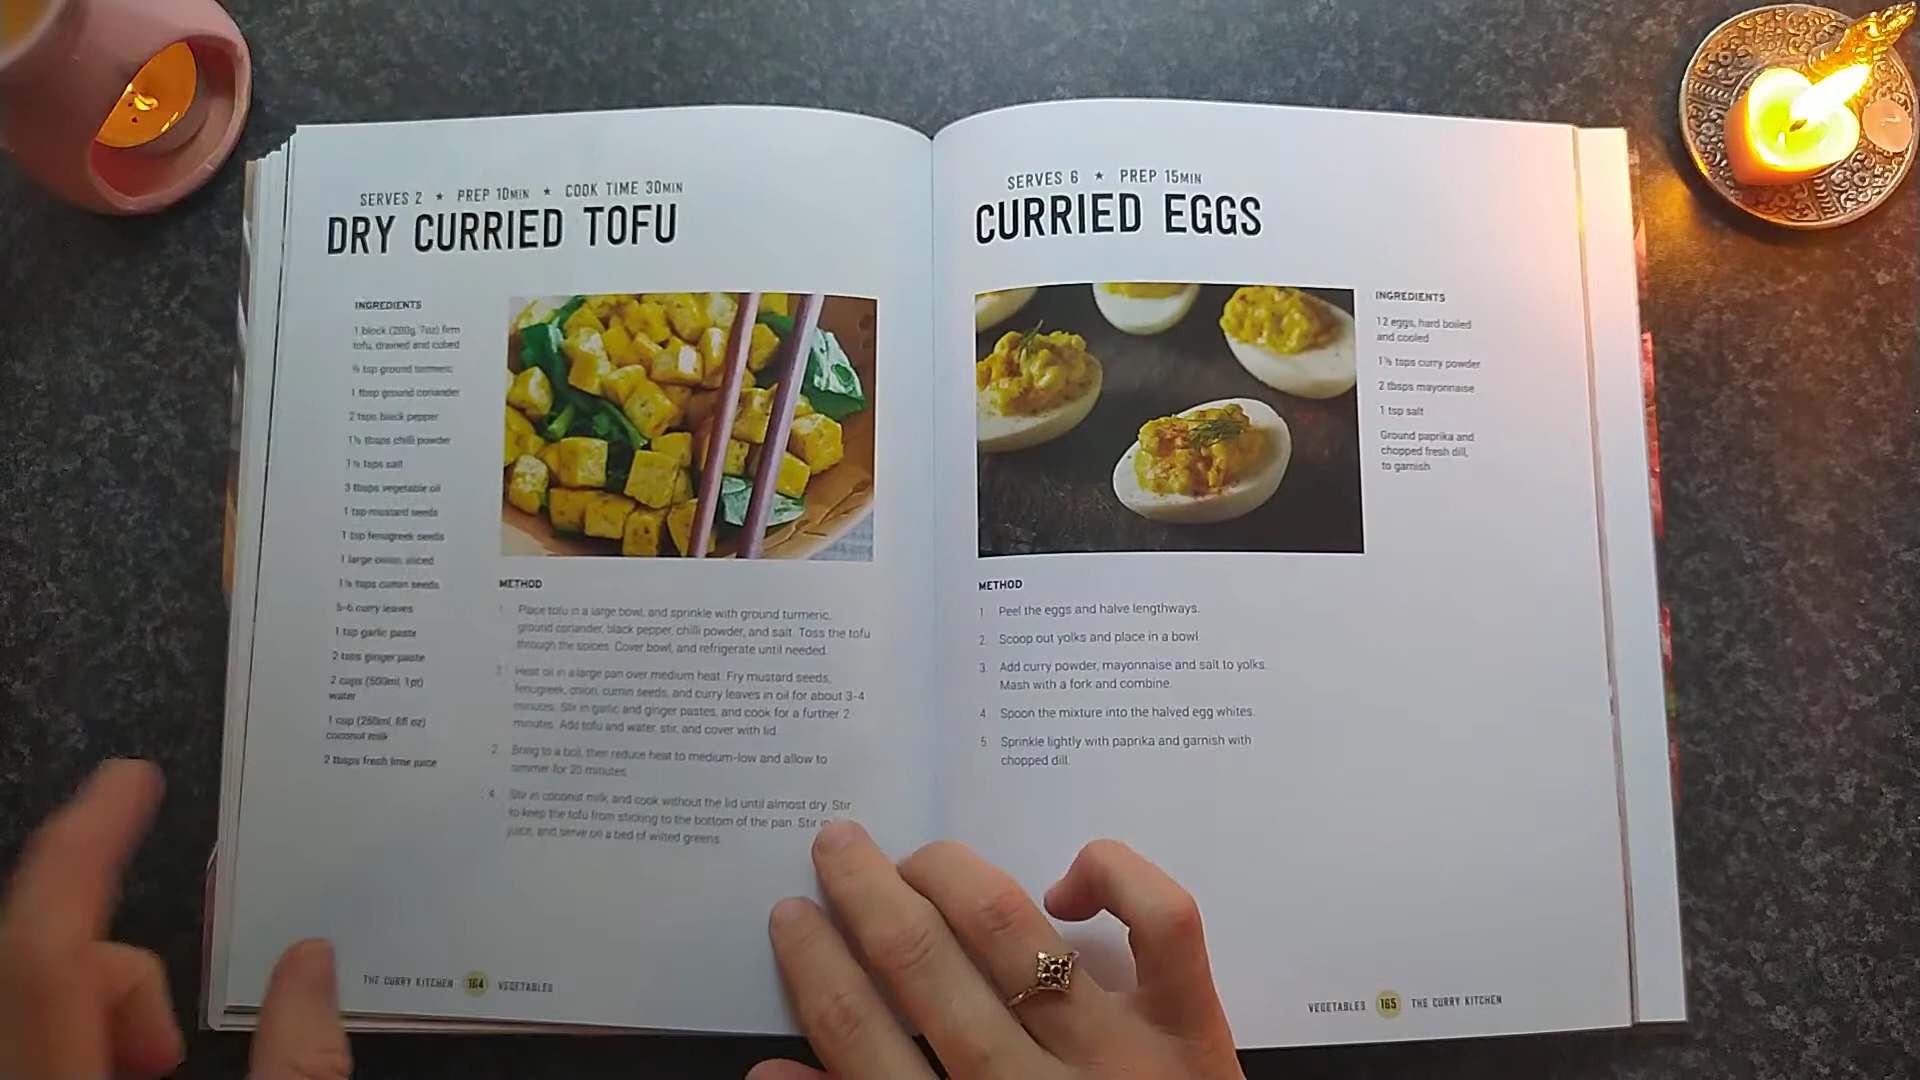 SERVES 2 ★ PREP 10MIN ★ COOK TIME 30MIN
DRY CURRIED TOFU
INGREDIENTS
1 block (200g, 7oz) firm
tofu, drained and cubed
½ tsp ground turmeric
1 tbsp ground coriander
2 tsps black pepper
1½ tbsps chilli powder
1½ tsps salt
3 tbsps vegetable oil
1 tsp mustard seeds
1 tsp fenugreek seeds
1 large onion, sliced
1½ tsps cumin seeds
5-6 curry leaves
1 tsp garlic paste
2 tsps ginger paste
2 cups (500ml, 1pt)
water
1 cup (250ml, 8fl oz)
coconut milk
2 tbsps fresh lime juice
METHOD
1. Place tofu in a large bowl, and sprinkle with ground turmeric,
ground coriander, black pepper, chilli powder, and salt. Toss the tofu
through the spices. Cover bowl, and refrigerate until needed.
2. Heat oil in a large pan over medium heat. Fry mustard seeds,
fenugreek, onion, cumin seeds, and curry leaves in oil for about 3-4
minutes. Stir in garlic and ginger pastes, and cook for a further 2
minutes. Add tofu and water, stir, and cover with lid.
2. Bring to a boil, then reduce heat to medium-low and allow to
simmer for 20 minutes.
4. Stir in coconut milk, and cook without the lid until almost dry. Stir
to keep the tofu from sticking to the bottom of the pan. Stir in
juice, and serve on a bed of wilted greens.
THE CURRY KITCHEN 164 VEGETABLES
SERVES 6 ★ PREP 15MIN
CURRIED EGGS
INGREDIENTS
12 eggs, hard boiled
and cooled
1½ tsps curry powder
2 tbsps mayonnaise
1 tsp salt
Ground paprika and
chopped fresh dill,
to garnish
METHOD
1. Peel the eggs and halve lengthways.
2. Scoop out yolks and place in a bowl.
3. Add curry powder, mayonnaise and salt to yolks.
Mash with a fork and combine.
4. Spoon the mixture into the halved egg whites.
5. Sprinkle lightly with paprika and garnish with
chopped dill.
VEGETABLES 165 THE CURRY KITCHEN